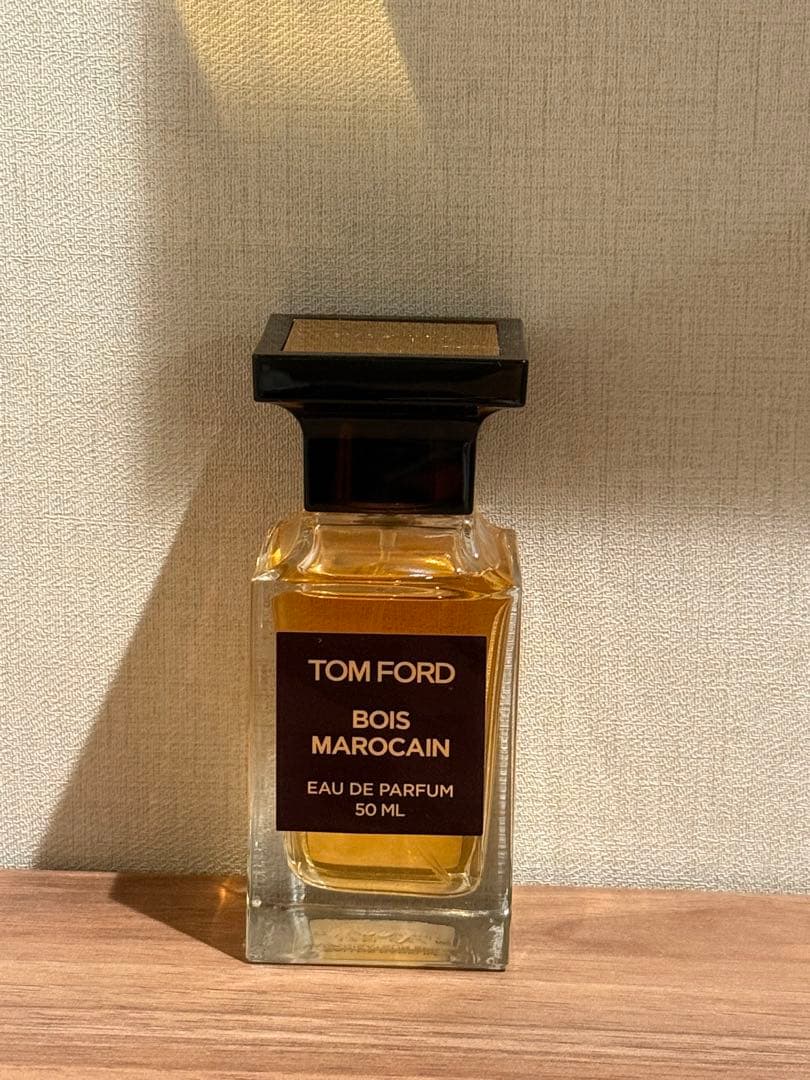 TOM FORD
BOIS
MAROCAIN
EAU DE PARFUM
50 ML